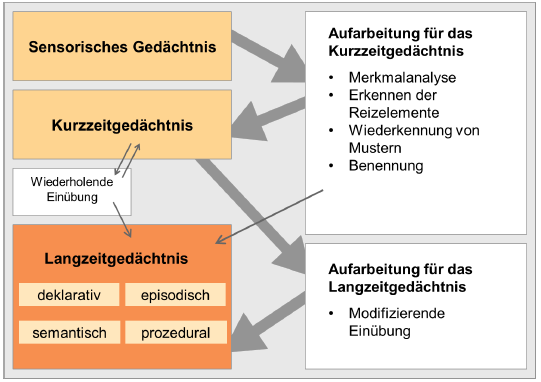 Sensorisches Gedächtnis
Kurzzeitgedächtnis
Wiederholende
Einübung
Langzeitgedächtnis
deklarativ
episodisch
semantisch
prozedural
Aufarbeitung für das
Kurzzeitgedächtnis
• Merkmalanalyse
• Erkennen der
Reizelemente
• Wiederkennung von
Mustern
• Benennung
Aufarbeitung für das
Langzeitgedächtnis
• Modifizierende
Einübung